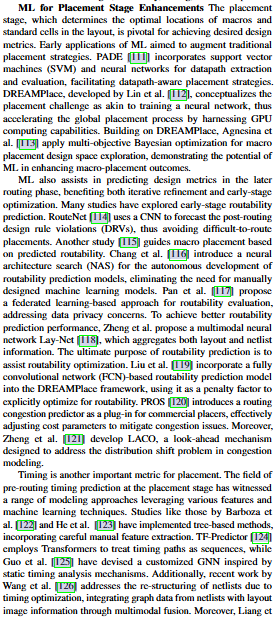 ML for Placement Stage Enhancements The placement
stage, which determines the optimal locations of macros and
standard cells in the layout, is pivotal for achieving desired design
metrics. Early applications of ML aimed to augment traditional
placement strategies. PADE [111] incorporates support vector
machines (SVM) and neural networks for datapath extraction
and evaluation, facilitating datapath-aware placement strategies.
DREAMPlace, developed by Lin et al. [112], conceptualizes the
placement challenge as akin to training a neural network, thus
accelerating the global placement process by harnessing GPU
computing capabilities. Building on DREAMPlace, Agnesina et
al. [113] apply multi-objective Bayesian optimization for macro
placement design space exploration, demonstrating the potential
of ML in enhancing macro-placement outcomes.
ML also assists in predicting design metrics in the later
routing phase, benefiting both iterative refinement and early-stage
optimization. Many studies have explored early-stage routability
prediction. RouteNet [114] uses a CNN to forecast the post-routing
design rule violations (DRVs), thus avoiding difficult-to-route
placements. Another study [115] guides macro placement based
on predicted routability. Chang et al. [116] introduce a neural
architecture search (NAS) for the autonomous development of
routability prediction models, eliminating the need for manually
designed machine learning models. Pan et al. [117] propose
a federated learning-based approach for routability evaluation,
addressing data privacy concerns. To achieve better routability
prediction performance, Zheng et al. propose a multimodal neural
network Lay-Net [118], which aggregates both layout and netlist
information. The ultimate purpose of routability prediction is to
assist routability optimization. Liu et al. [119] incorporate a fully
convolutional network (FCN)-based routability prediction model
into the DREAMPlace framework, using it as a penalty factor to
explicitly optimize for routability. PROS [120] introduces a routing
congestion predictor as a plug-in for commercial placers, effectively
adjusting cost parameters to mitigate congestion issues. Moreover,
Zheng et al. [121] develop LACO, a look-ahead mechanism
designed to address the distribution shift problem in congestion
modeling.
Timing is another important metric for placement. The field of
pre-routing timing prediction at the placement stage has witnessed
a range of modeling approaches leveraging various features and
machine learning techniques. Studies like those by Barboza et
al. [122] and He et al. [123] have implemented tree-based methods,
incorporating careful manual feature extraction. TF-Predictor [124]
employs Transformers to treat timing paths as sequences, while
Guo et al. [125] have devised a customized GNN inspired by
static timing analysis mechanisms. Additionally, recent work by
Wang et al. [126] addresses the re-structuring of netlists due to
timing optimization, integrating graph data from netlists with layout
image information through multimodal fusion. Moreover, Liang et